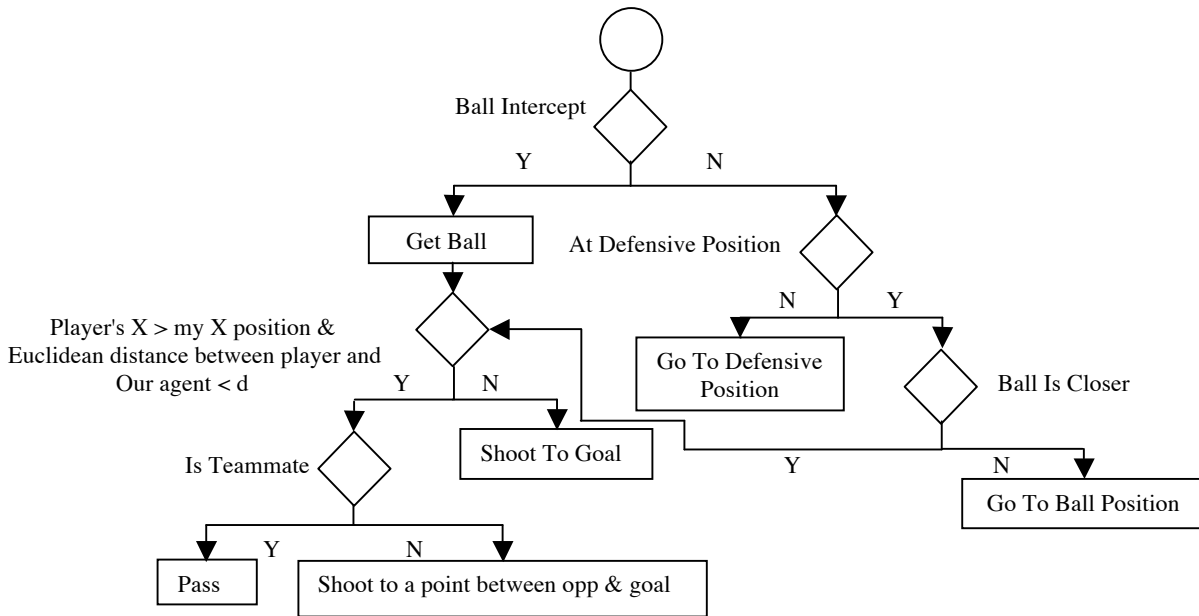 Ball Intercept
Y
N
Get Ball
At Defensive Position
N
Y
Player's X > my X position &
Euclidean distance between player and
Our agent < d
Go To Defensive
Position
Ball Is Closer
Y
N
Shoot To Goal
Is Teammate
Y
N
Go To Ball Position
Y
N
Pass
Shoot to a point between opp & goal